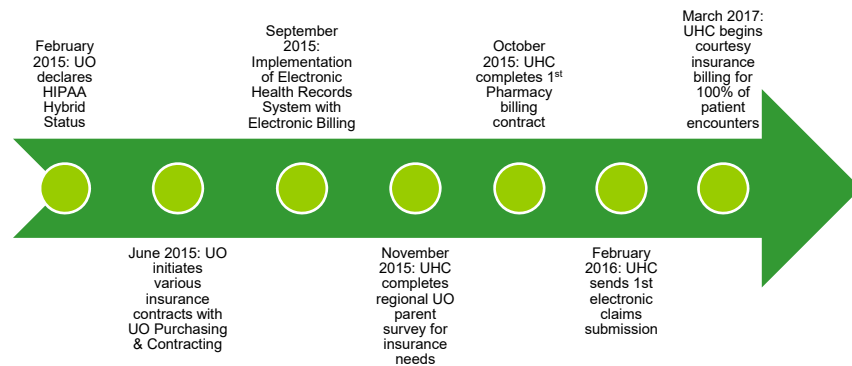 February
2015: UO
declares
HIPAA
Hybrid
Status
June 2015: UO
initiates
various
insurance
contracts with
UO Purchasing
& Contracting
September
2015:
Implementation
of Electronic
Health Records
System with
Electronic Billing
November
2015: UHC
completes
regional UO
parent
survey for
insurance
needs
October
2015: UHC
completes 1st
Pharmacy
billing
contract
February
2016: UHC
sends 1st
electronic
claims
submission
March 2017:
UHC begins
courtesy
insurance
billing for
100% of
patient
encounters